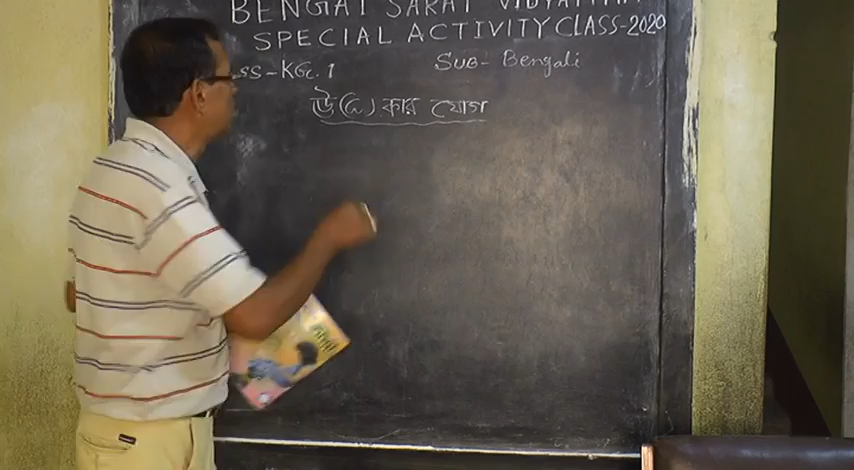 BENGAI SARAT
SPECIAL ACTIVITY CLASS-2020
SS-KG. 1 SUB- Bengali
উ(ু) কার যোগ